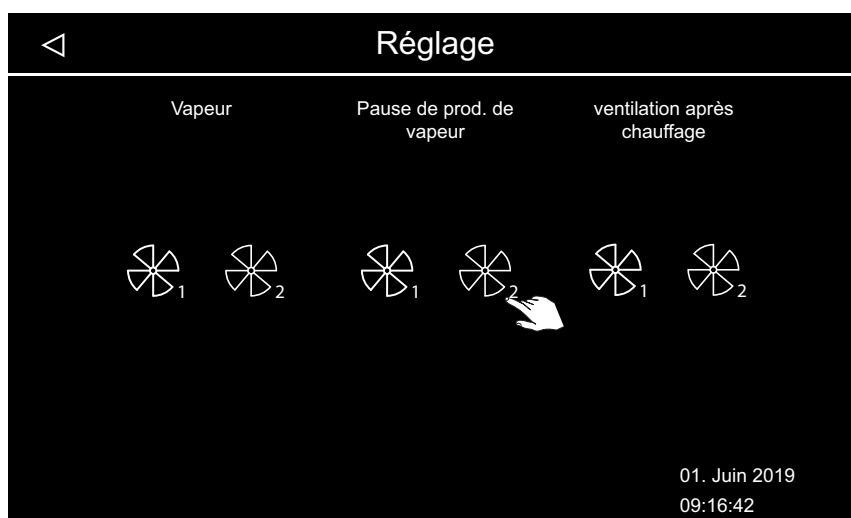 Réglage
Vapeur
Pause de prod. de
vapeur
ventilation après
chauffage
1
2
1
2
1
2
01. Juin 2019
09:16:42